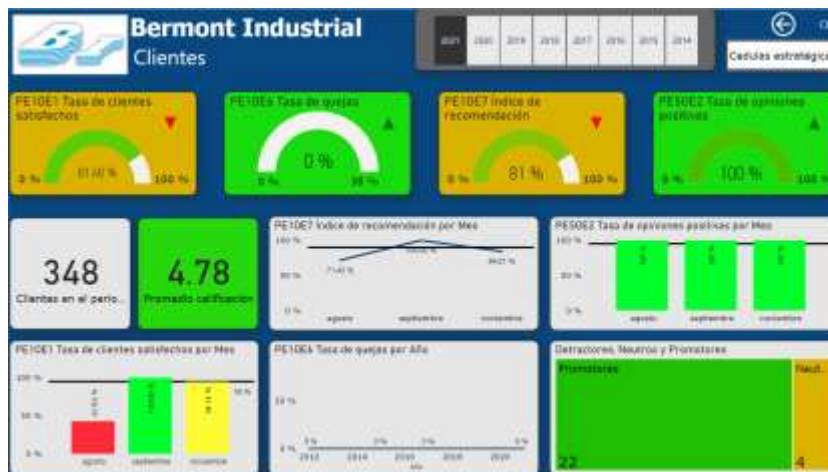 Bermont Industrial
Clientes
2021 2020 2019 2018 2017 2016 2015 2014
Cedulas estratégica
PE10E1 Tasa de clientes
satisfechos
0 %
100 %
PE10E6 Tasa de quejas
0 %
0 %
PE10E7 Índice de
recomendación
0 %
81 %
100 %
PE50E2 Tasa de opiniones
positivas
0 %
100 %
348
Clientes en el perio...
4.78
Promedio calificación
PE10E7 Índice de recomendación por Mes
100 %
50 %
0 %
agosto septiembre noviembre
PE50E2 Tasa de opiniones positivas por Mes
100 %
50 %
0 %
agosto septiembre noviembre
PE10E1 Tasa de clientes satisfechos por Mes
100 %
50 %
0 %
agosto septiembre noviembre
PE10E6 Tasa de quejas por Año
0 %
0 % 0 % 0 % 0 %
2012 2014 2016 2018 2020
Año
Detractores, Neutros y Promotores
Promotores
22
Neut...
4